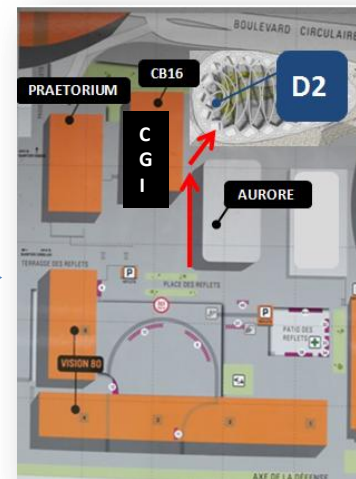 BOULEVARD CIRCULAIRE
CB16
D2
PRAETORIUM
C
G
I
AURORE
TERRASSE DES REFLETS
P
P
PLACE DES REFLETS
PATIO DES
REFLETS
VISION 80
AXE DE LA DÉFENSE